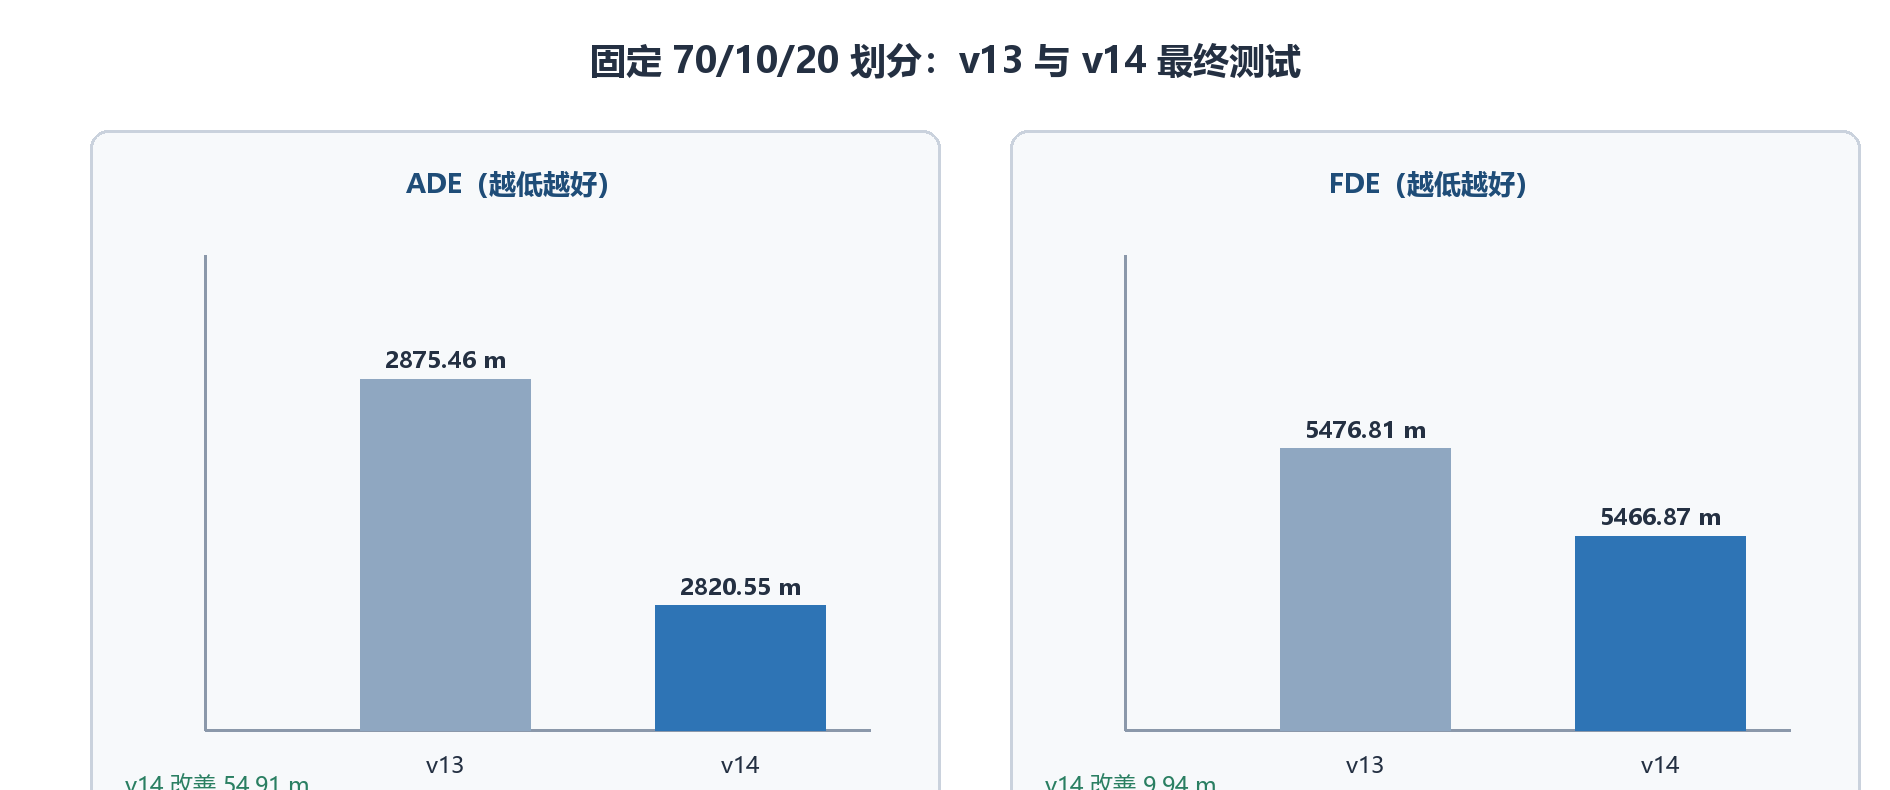 固定 70/10/20 划分：v13 与 v14 最终测试
ADE（越低越好）
2875.46 m
2820.55 m
v13
v14
v14 改善 54.91 m
FDE（越低越好）
5476.81 m
5466.87 m
v13
v14
v14 改善 9.94 m